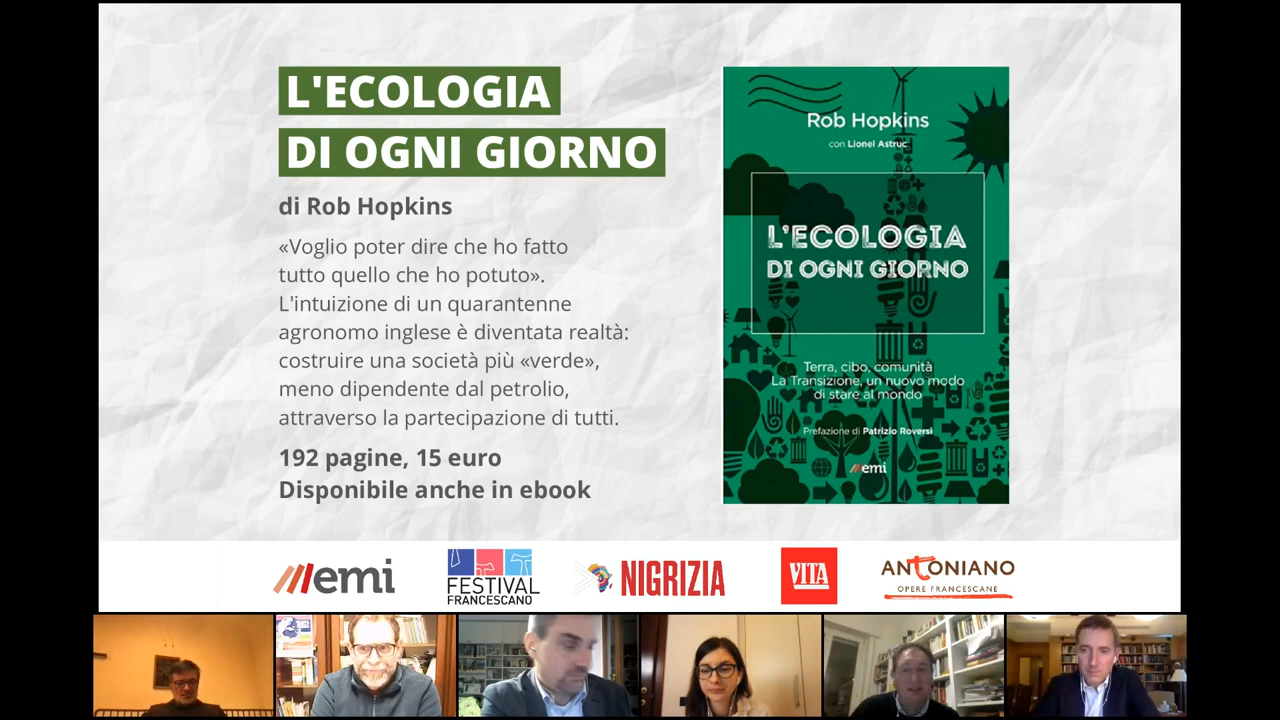 L'ECOLOGIA
DI OGNI GIORNO
di Rob Hopkins
«Voglio poter dire che ho fatto
tutto quello che ho potuto».
L'intuizione di un quarantenne
agronomo inglese è diventata realtà:
costruire una società più «verde»,
meno dipendente dal petrolio,
attraverso la partecipazione di tutti.
192 pagine, 15 euro
Disponibile anche in ebook
Rob Hopkins
con Lionel Astruc
L'ECOLOGIA
DI OGNI GIORNO
Terra, cibo, comunità
La Transizione, un nuovo modo
di stare al mondo
Prefazione di Patrizio Roversi
emi
emi
FESTIVAL
FRANCESCANO
NIGRIZIA
VITA
ANTONIANO
OPERE FRANCESCANE